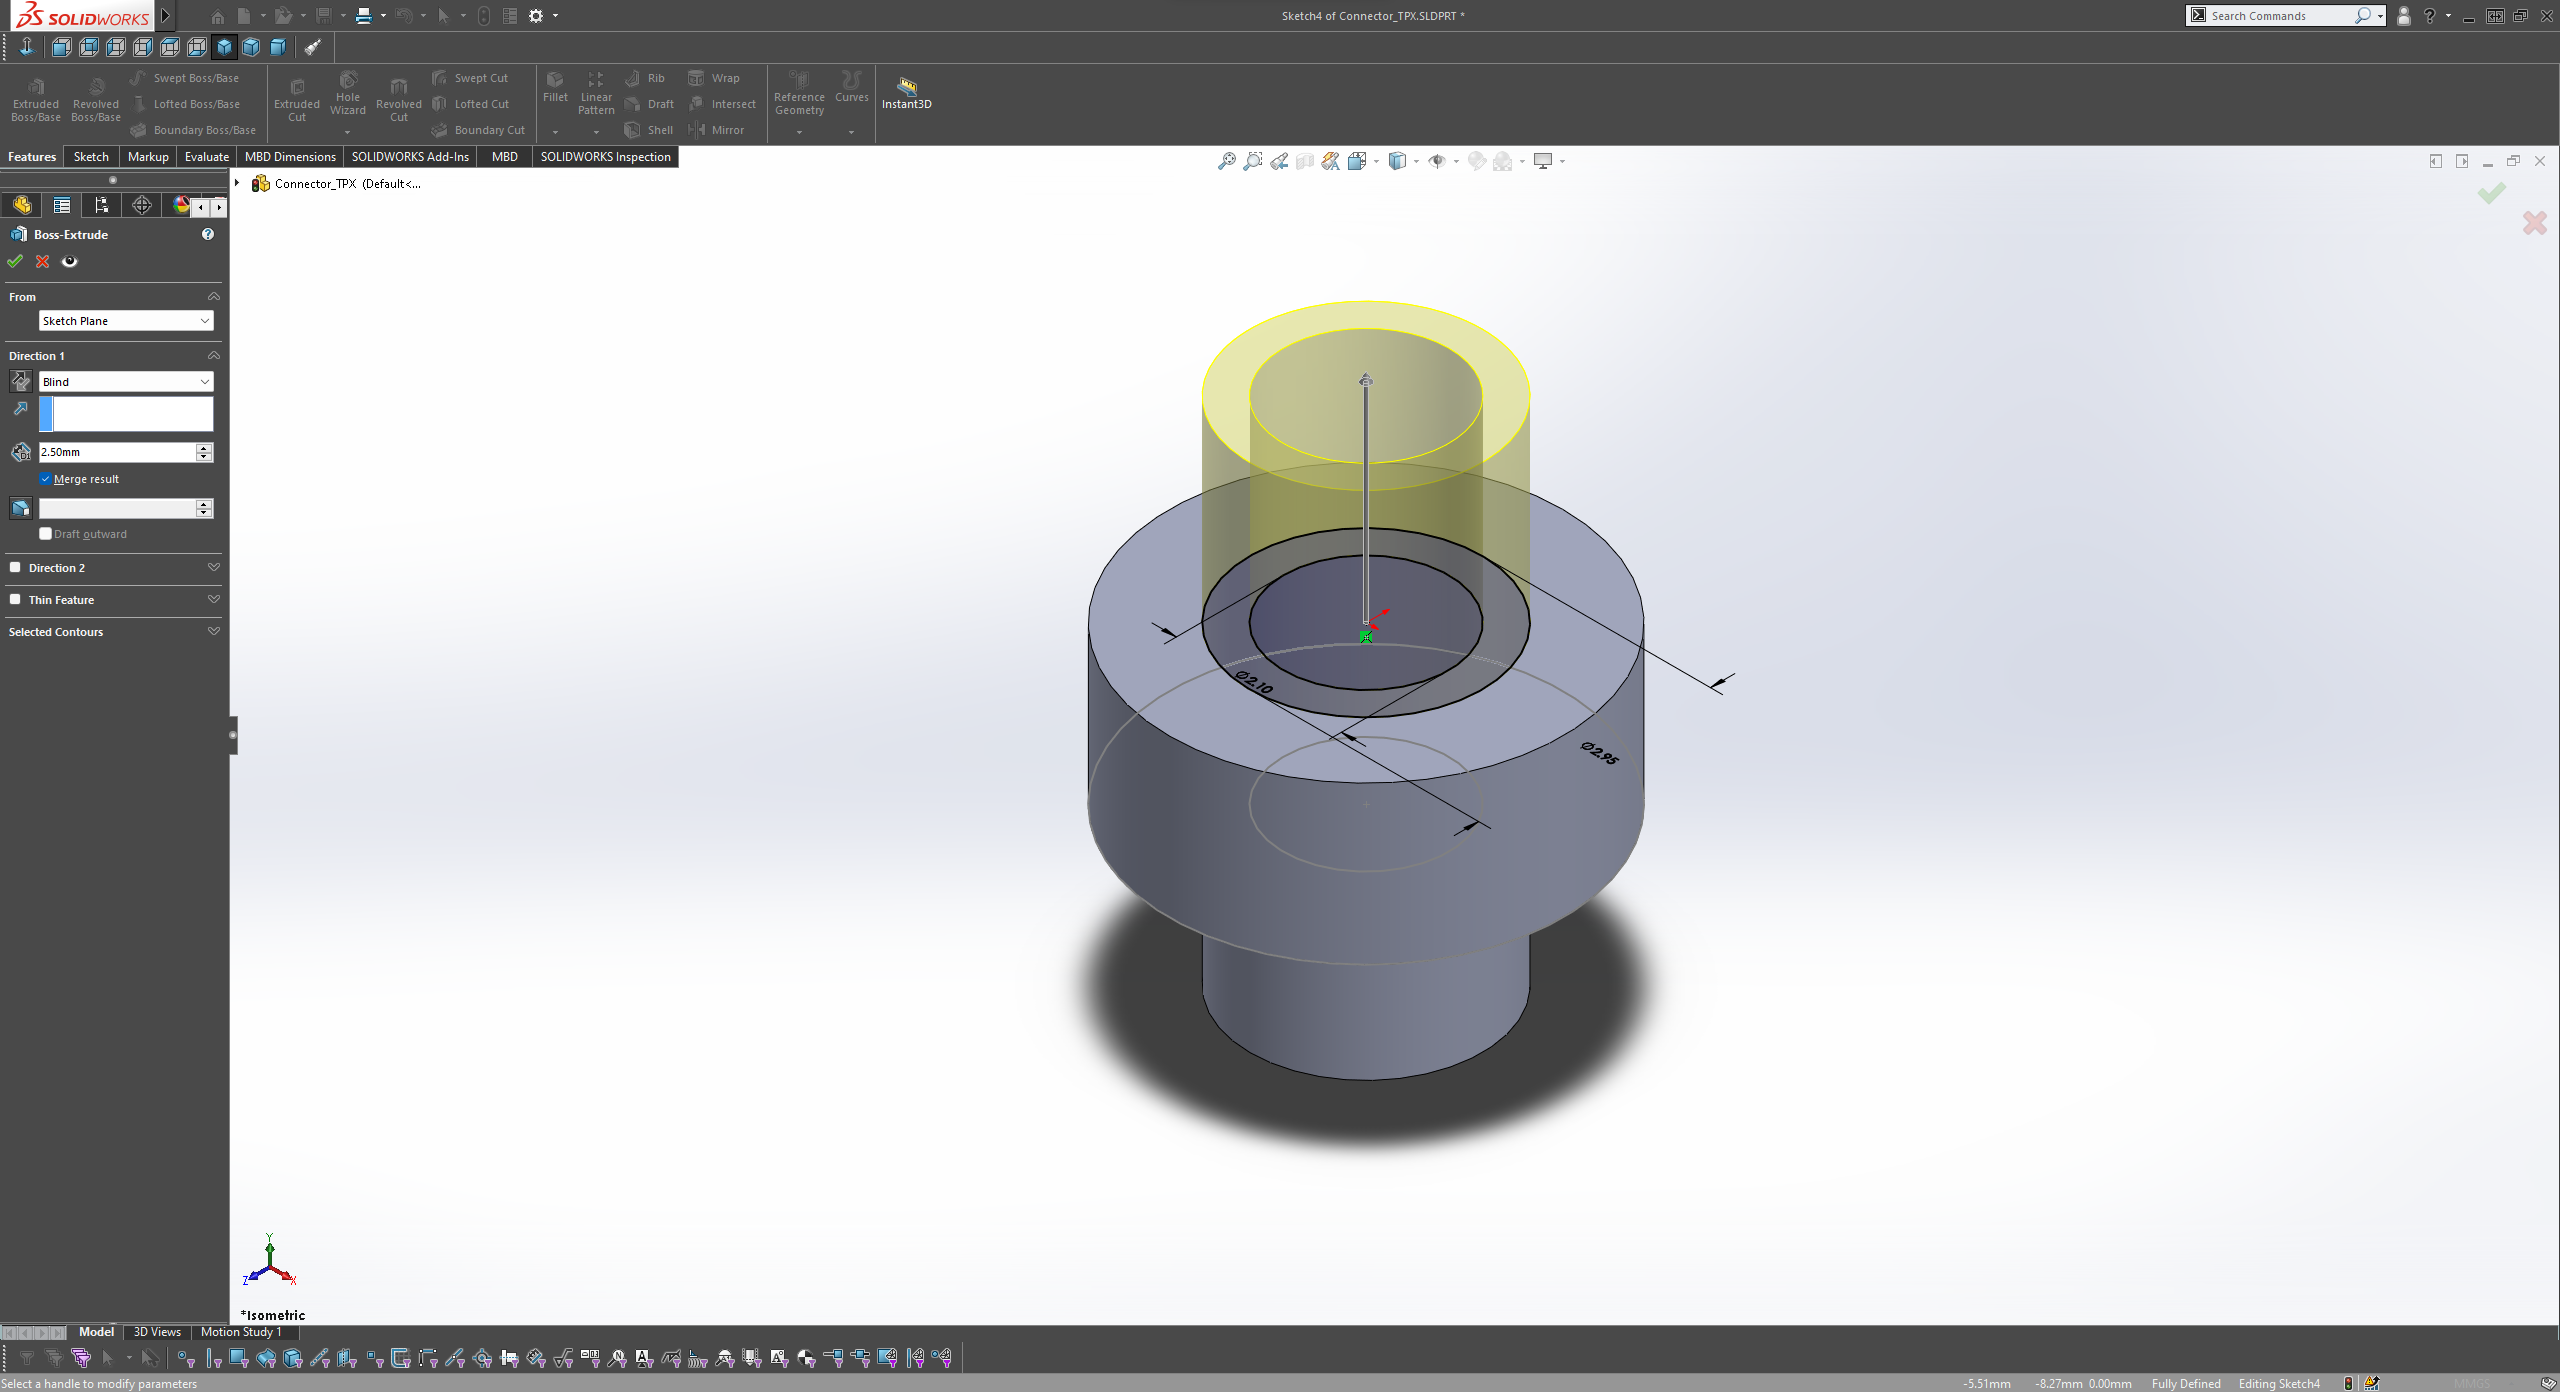 SOLIDWORKS
Sketch4 of Connector_TPX.SLDPRT *
Search Commands
Extruded Boss/Base
Revolved Boss/Base
Swept Boss/Base
Lofted Boss/Base
Boundary Boss/Base
Extruded Cut
Hole Wizard
Revolved Cut
Swept Cut
Lofted Cut
Boundary Cut
Fillet
Linear Pattern
Rib
Draft
Shell
Wrap
Intersect
Mirror
Reference Geometry
Curves
Instant3D
Features Sketch Markup Evaluate MBD Dimensions SOLIDWORKS Add-Ins MBD SOLIDWORKS Inspection
Connector_TPX (Default<...
Boss-Extrude
From
Sketch Plane
Direction 1
Blind
2.50mm
Merge result
Draft outward
Direction 2
Thin Feature
Selected Contours
Ø2.10
Ø2.95
Y
Z
X
*Isometric
Model 3D Views Motion Study 1
Select a handle to modify parameters
-5.51mm -8.27mm 0.00mm Fully Defined Editing Sketch4 MMGS